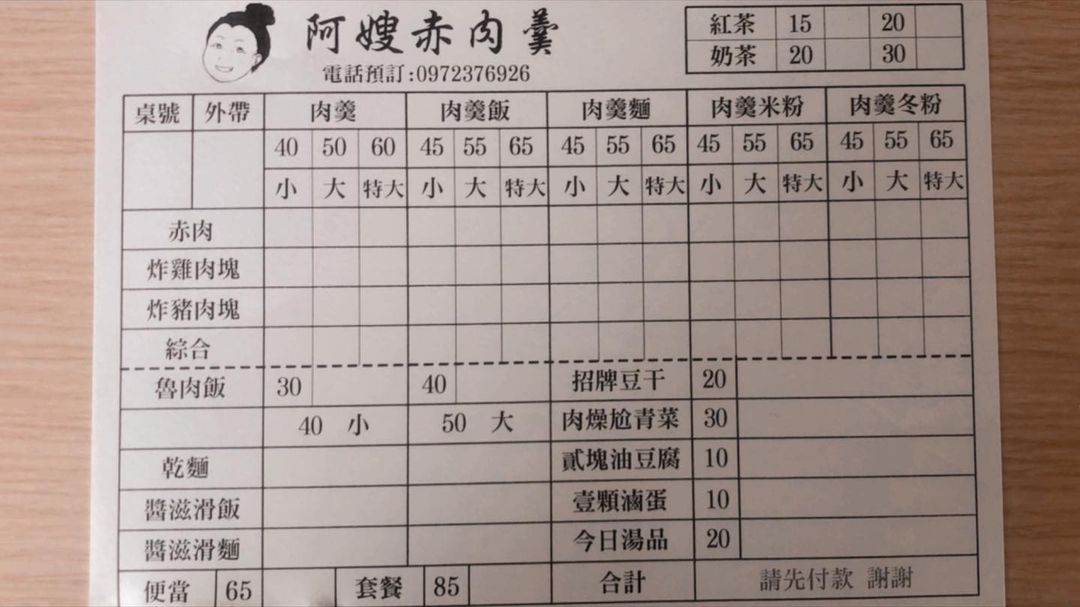 阿嫂赤肉羹
電話預訂:0972376926
紅茶 15 20
奶茶 20 30
桌號 外帶 肉羹 肉羹飯 肉羹麵 肉羹米粉 肉羹冬粉
40 50 60 45 55 65 45 55 65 45 55 65 45 55 65
小 大 特大 小 大 特大 小 大 特大 小 大 特大 小 大 特大
赤肉
炸雞肉塊
炸豬肉塊
綜合
魯肉飯 30 40 招牌豆干 20
40 小 50 大 肉燥尬青菜 30
乾麵 貳塊油豆腐 10
醬滋滑飯 壹顆滷蛋 10
醬滋滑麵 今日湯品 20
便當 65 套餐 85 合計 請先付款 謝謝